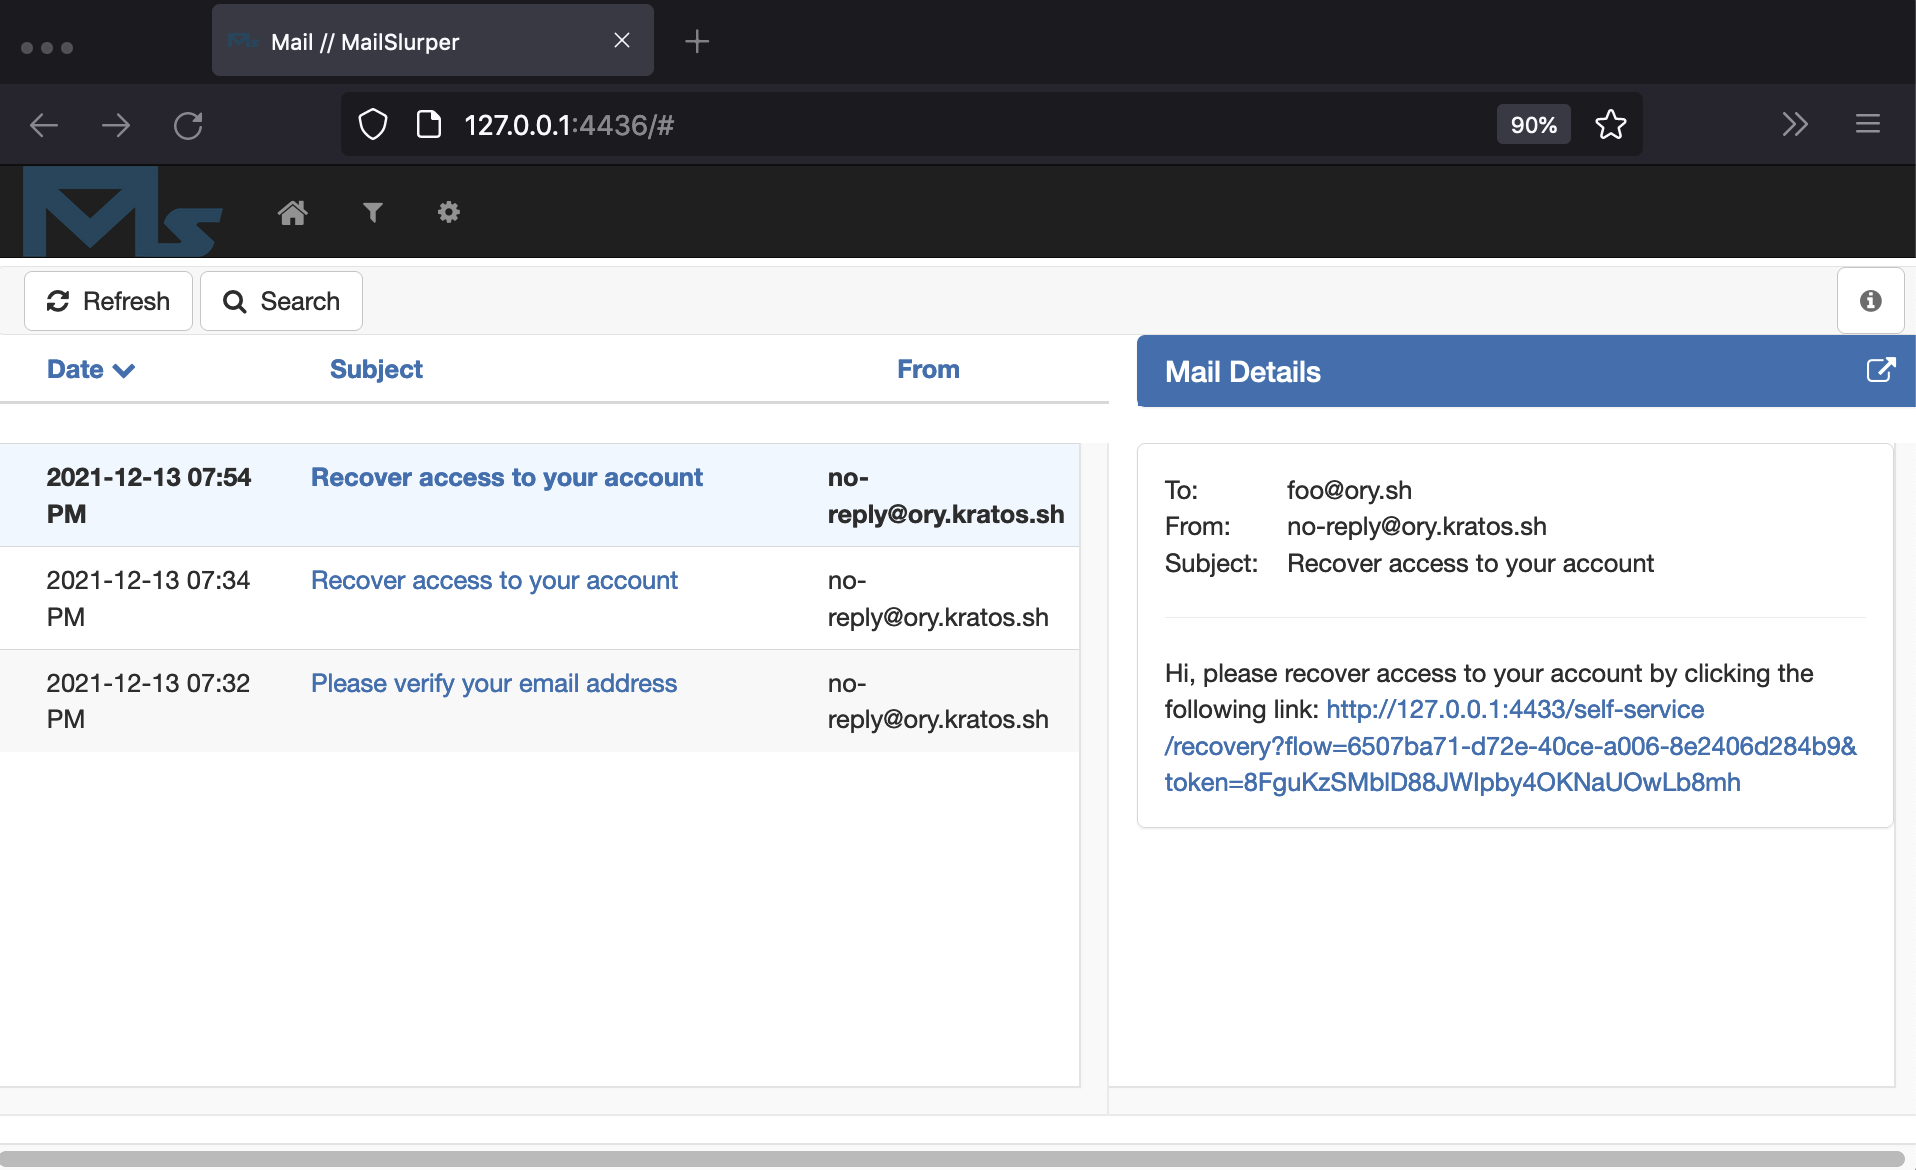 Mail // MailSlurper
127.0.0.1:4436/#
90%
Ms
Refresh
Search
Date
Subject
From
Mail Details
2021-12-13 07:54
PM
Recover access to your account
no-
reply@ory.kratos.sh
2021-12-13 07:34
PM
Recover access to your account
no-
reply@ory.kratos.sh
2021-12-13 07:32
PM
Please verify your email address
no-
reply@ory.kratos.sh
To: foo@ory.sh
From: no-reply@ory.kratos.sh
Subject: Recover access to your account
Hi, please recover access to your account by clicking the
following link: http://127.0.0.1:4433/self-service
/recovery?flow=6507ba71-d72e-40ce-a006-8e2406d284b9&
token=8FguKzSMblD88JWlpby4OKNaUOwLb8mh